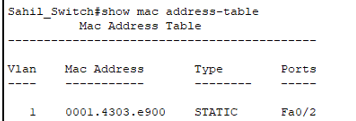 Sahil_Switch#show mac address-table
Mac Address Table
-------------------------------------------
Vlan Mac Address Type Ports
---- ----------- -------- -----
1 0001.4303.e900 STATIC Fa0/2